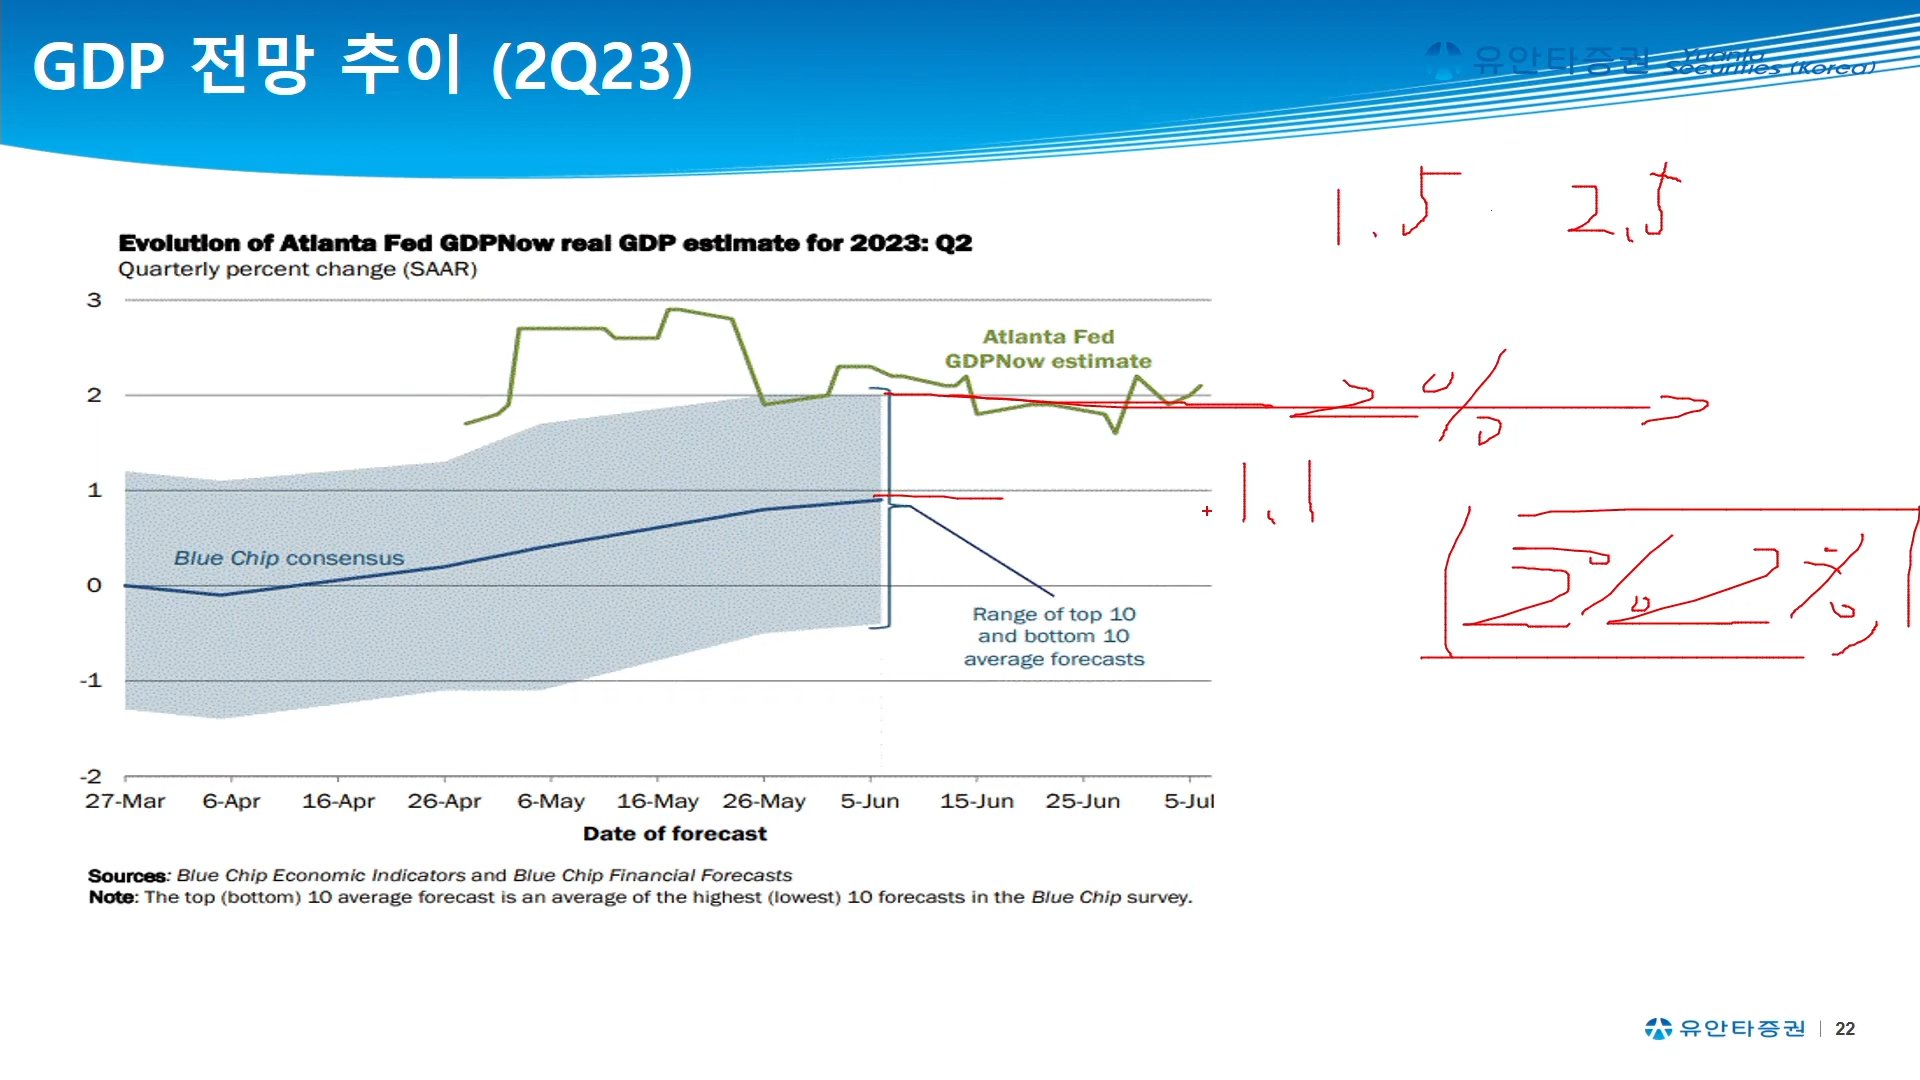 GDP 전망 추이 (2Q23)
유안타증권 Yuanta Securities (Korea)
1.5 2.5
Evolution of Atlanta Fed GDPNow real GDP estimate for 2023: Q2
Quarterly percent change (SAAR)
3
Atlanta Fed
GDPNow estimate
2
2%
1
1.1
Blue Chip consensus
0
Range of top 10
and bottom 10
average forecasts
-1
-2
27-Mar 6-Apr 16-Apr 26-Apr 6-May 16-May 26-May 5-Jun 15-Jun 25-Jun 5-Jul
Date of forecast
Sources: Blue Chip Economic Indicators and Blue Chip Financial Forecasts
Note: The top (bottom) 10 average forecast is an average of the highest (lowest) 10 forecasts in the Blue Chip survey.
유안타증권 | 22